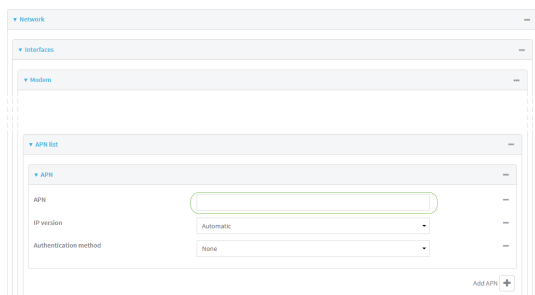 Network
Interfaces
Modem
APN list
APN
APN
IP version
Automatic
Authentication method
None
Add APN